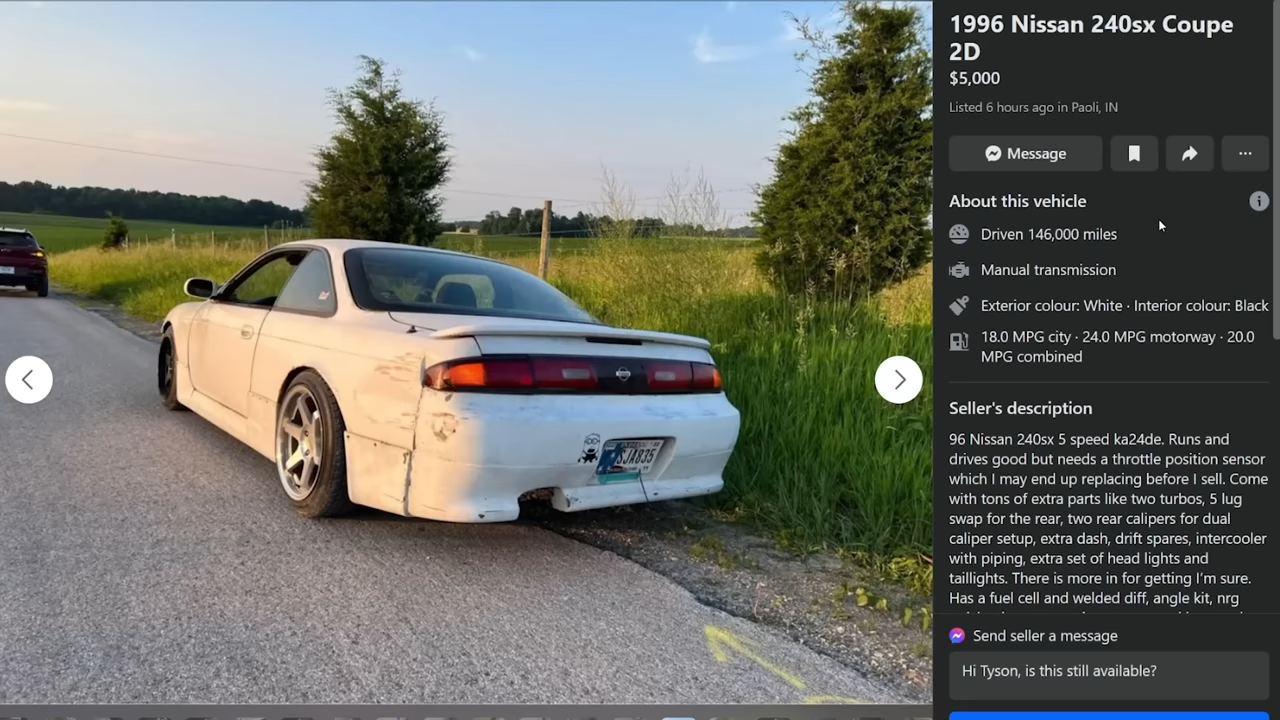 1996 Nissan 240sx Coupe
2D
$5,000
Listed 6 hours ago in Paoli, IN
Message
About this vehicle
Driven 146,000 miles
Manual transmission
Exterior colour: White · Interior colour: Black
18.0 MPG city · 24.0 MPG motorway · 20.0
MPG combined
Seller's description
96 Nissan 240sx 5 speed ka24de. Runs and
drives good but needs a throttle position sensor
which I may end up replacing before I sell. Come
with tons of extra parts like two turbos, 5 lug
swap for the rear, two rear calipers for dual
caliper setup, extra dash, drift spares, intercooler
with piping, extra set of head lights and
taillights. There is more in for getting I'm sure.
Has a fuel cell and welded diff, angle kit, nrg
Send seller a message
Hi Tyson, is this still available?
SJA835